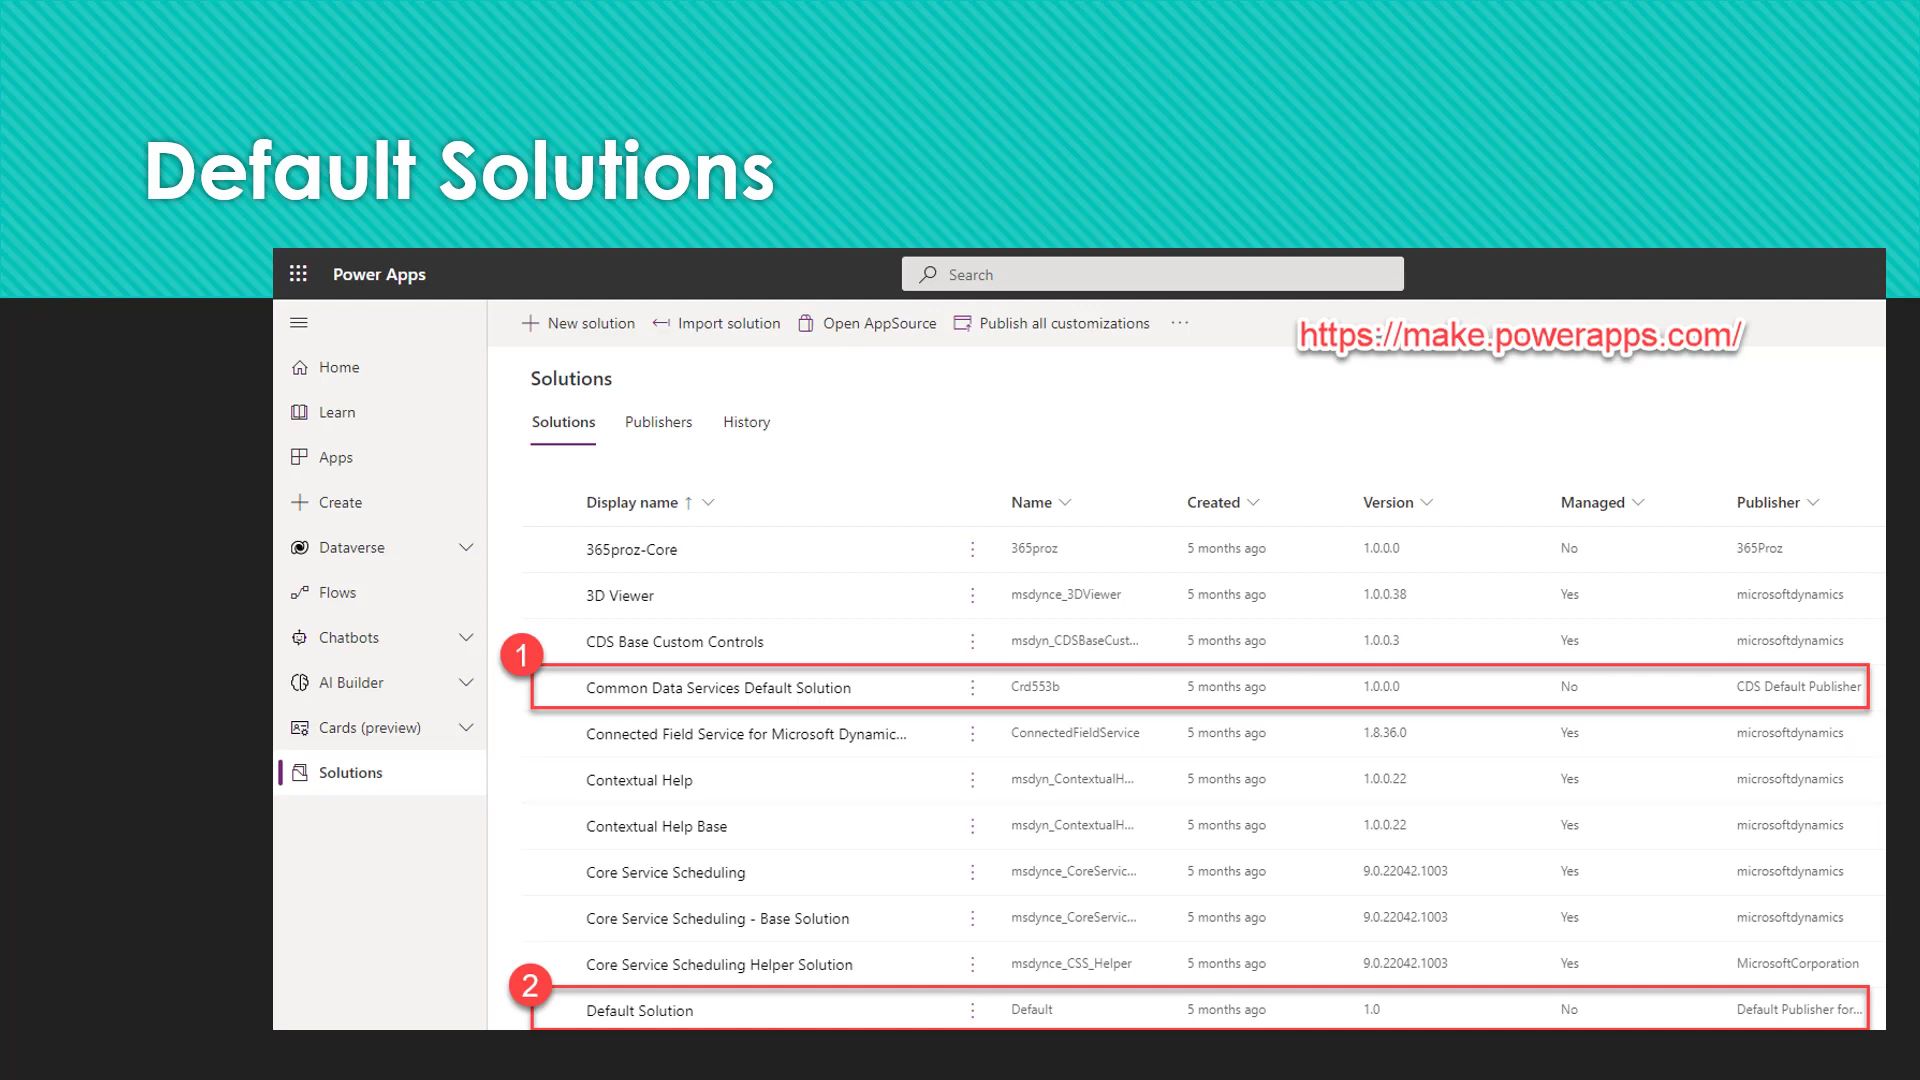 Default Solutions
Power Apps
Search
New solution Import solution Open AppSource Publish all customizations ···
https://make.powerapps.com/
Home
Learn
Apps
Create
Dataverse
Flows
Chatbots
AI Builder
Cards (preview)
Solutions
Solutions
Solutions Publishers History
Display name Name Created Version Managed Publisher
365proz-Core 365proz 5 months ago 1.0.0.0 No 365Proz
3D Viewer msdynce_3DViewer 5 months ago 1.0.0.38 Yes microsoftdynamics
CDS Base Custom Controls msdyn_CDSBaseCust... 5 months ago 1.0.0.3 Yes microsoftdynamics
1
Common Data Services Default Solution Crd553b 5 months ago 1.0.0.0 No CDS Default Publisher
Connected Field Service for Microsoft Dynamic... ConnectedFieldService 5 months ago 1.8.36.0 Yes microsoftdynamics
Contextual Help msdyn_ContextualH... 5 months ago 1.0.0.22 Yes microsoftdynamics
Contextual Help Base msdyn_ContextualH... 5 months ago 1.0.0.22 Yes microsoftdynamics
Core Service Scheduling msdynce_CoreServic... 5 months ago 9.0.22042.1003 Yes microsoftdynamics
Core Service Scheduling - Base Solution msdynce_CoreServic... 5 months ago 9.0.22042.1003 Yes microsoftdynamics
Core Service Scheduling Helper Solution msdynce_CSS_Helper 5 months ago 9.0.22042.1003 Yes MicrosoftCorporation
2
Default Solution Default 5 months ago 1.0 No Default Publisher for...